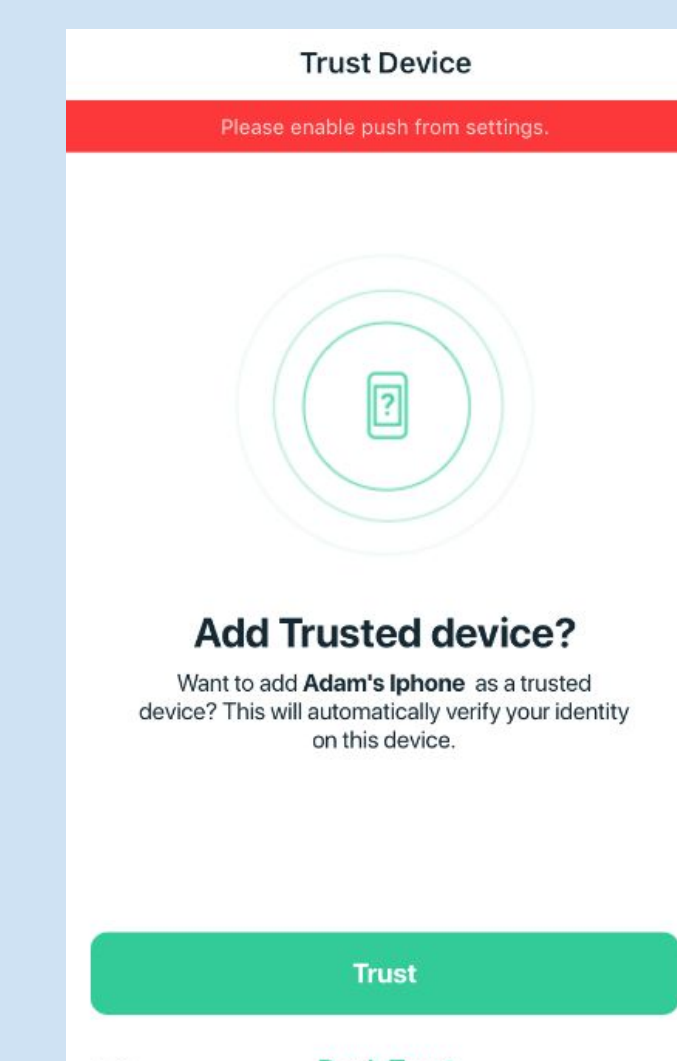 Trust Device
Please enable push from settings.
?
Add Trusted device?
Want to add Adam's Iphone as a trusted
device? This will automatically verify your identity
on this device.
Trust